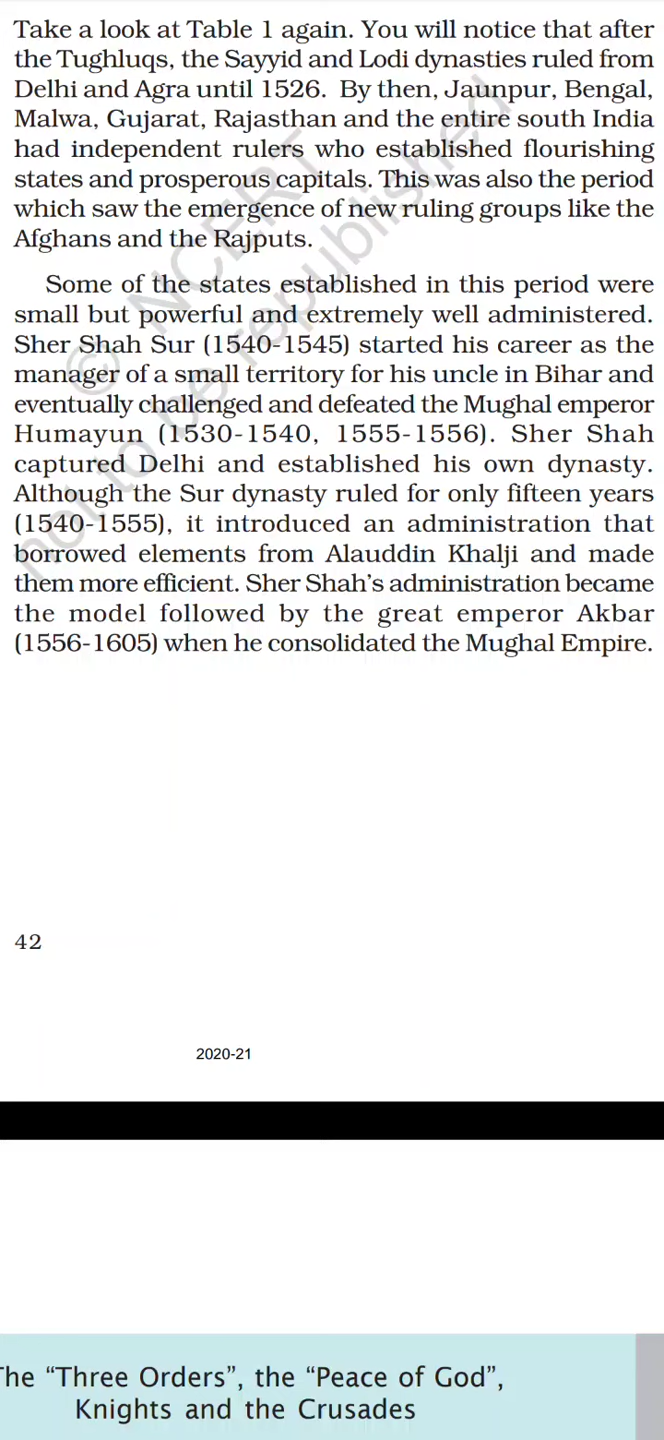 Take a look at Table 1 again. You will notice that after
the Tughluqs, the Sayyid and Lodi dynasties ruled from
Delhi and Agra until 1526. By then, Jaunpur, Bengal,
Malwa, Gujarat, Rajasthan and the entire south India
had independent rulers who established flourishing
states and prosperous capitals. This was also the period
which saw the emergence of new ruling groups like the
Afghans and the Rajputs.
Some of the states established in this period were
small but powerful and extremely well administered.
Sher Shah Sur (1540-1545) started his career as the
manager of a small territory for his uncle in Bihar and
eventually challenged and defeated the Mughal emperor
Humayun (1530-1540, 1555-1556). Sher Shah
captured Delhi and established his own dynasty.
Although the Sur dynasty ruled for only fifteen years
(1540-1555), it introduced an administration that
borrowed elements from Alauddin Khalji and made
them more efficient. Sher Shah's administration became
the model followed by the great emperor Akbar
(1556-1605) when he consolidated the Mughal Empire.
© NCERT
not to be republished
42
2020-21
The “Three Orders”, the “Peace of God”,
Knights and the Crusades